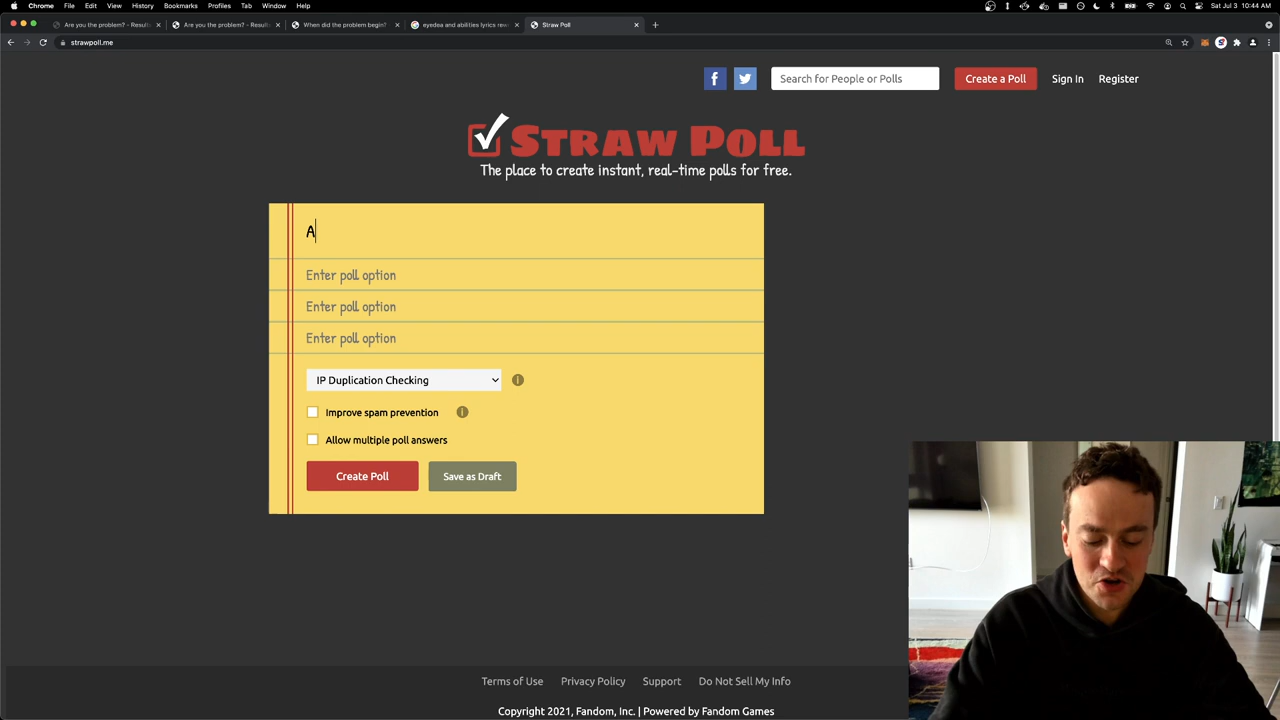 Chrome File Edit View History Bookmarks Profiles Tab Window Help Sat Jul 3 10:44 AM
Are you the problem? - Results Are you the problem? - Results When did the problem begin? eyedea and abilities lyrics rew Straw Poll
strawpoll.me
f Search for People or Polls Create a Poll Sign In Register
STRAW POLL
The place to create instant, real-time polls for free.
A
Enter poll option
Enter poll option
Enter poll option
IP Duplication Checking i
Improve spam prevention i
Allow multiple poll answers
Create Poll Save as Draft
Terms of Use Privacy Policy Support Do Not Sell My Info
Copyright 2021, Fandom, Inc. | Powered by Fandom Games